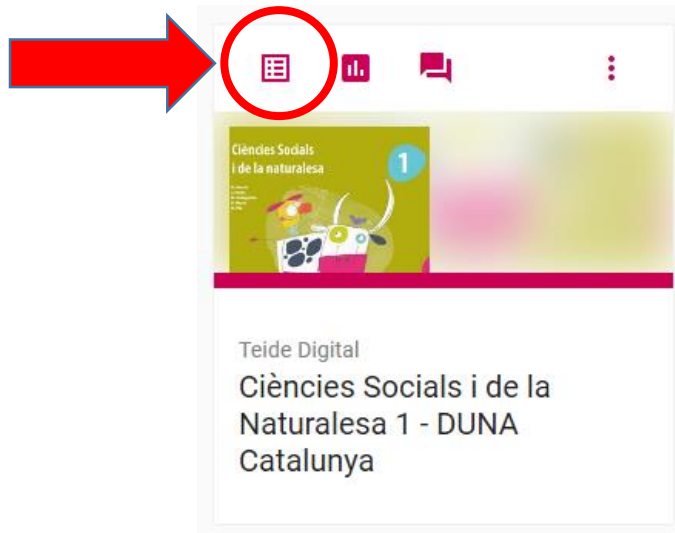 Ciències Socials
i de la naturalesa
1
Teide Digital
Ciències Socials i de la
Naturalesa 1 - DUNA
Catalunya